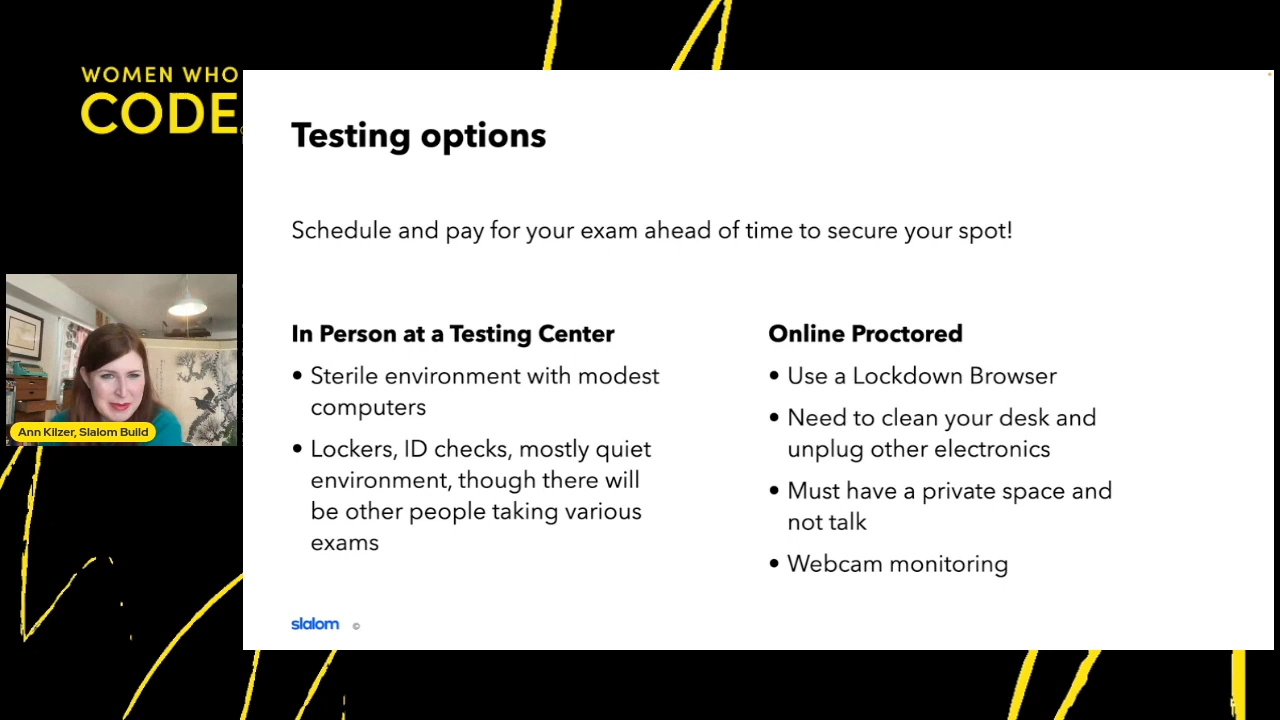 WOMEN WHO
CODE
Testing options
Schedule and pay for your exam ahead of time to secure your spot!
In Person at a Testing Center
• Sterile environment with modest
computers
• Lockers, ID checks, mostly quiet
environment, though there will
be other people taking various
exams
Online Proctored
• Use a Lockdown Browser
• Need to clean your desk and
unplug other electronics
• Must have a private space and
not talk
• Webcam monitoring
Ann Kilzer, Slalom Build
slalom ©